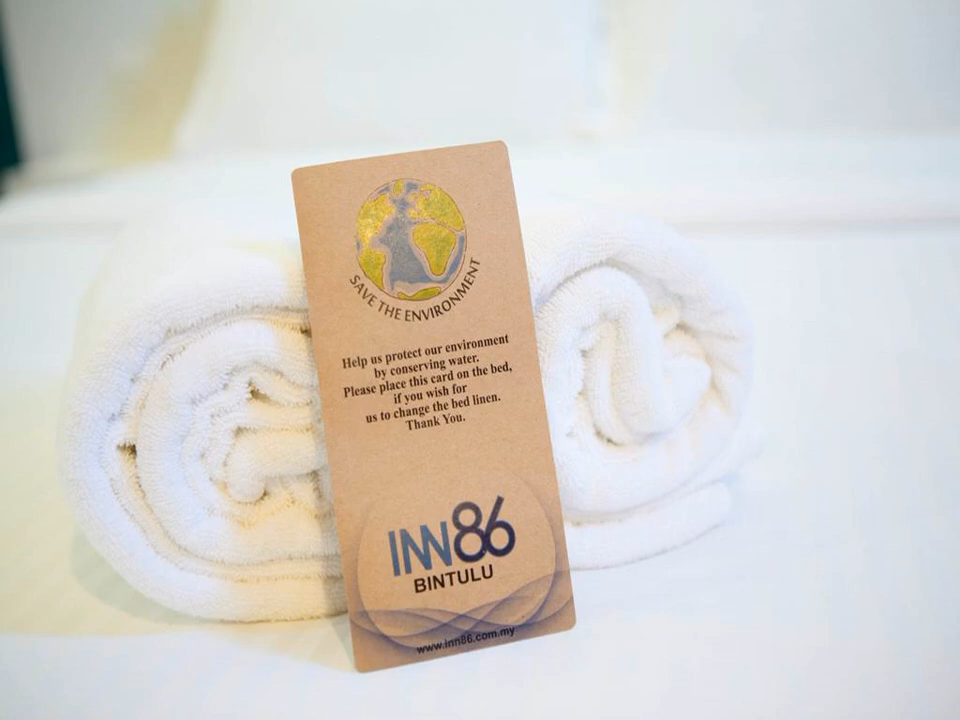 SAVE THE ENVIRONMENT
Help us protect our environment
by conserving water.
Please place this card on the bed,
if you wish for
us to change the bed linen.
Thank You.
INN86
BINTULU
www.inn86.com.my